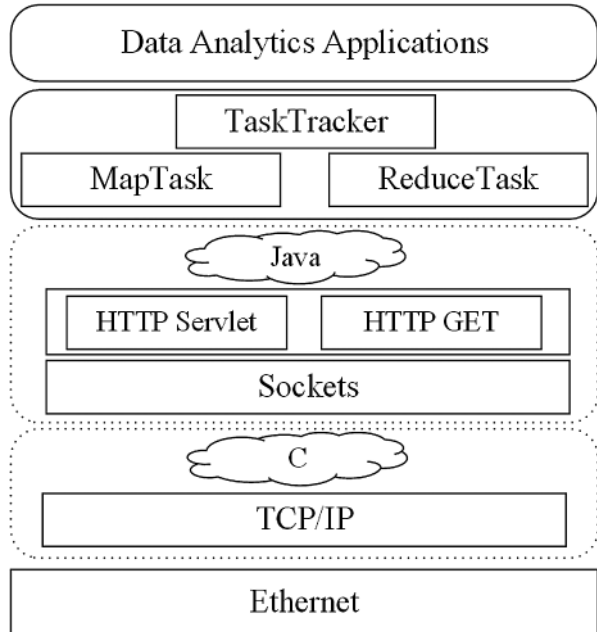 Data Analytics Applications
TaskTracker
MapTask ReduceTask
Java
HTTP Servlet HTTP GET
Sockets
C
TCP/IP
Ethernet